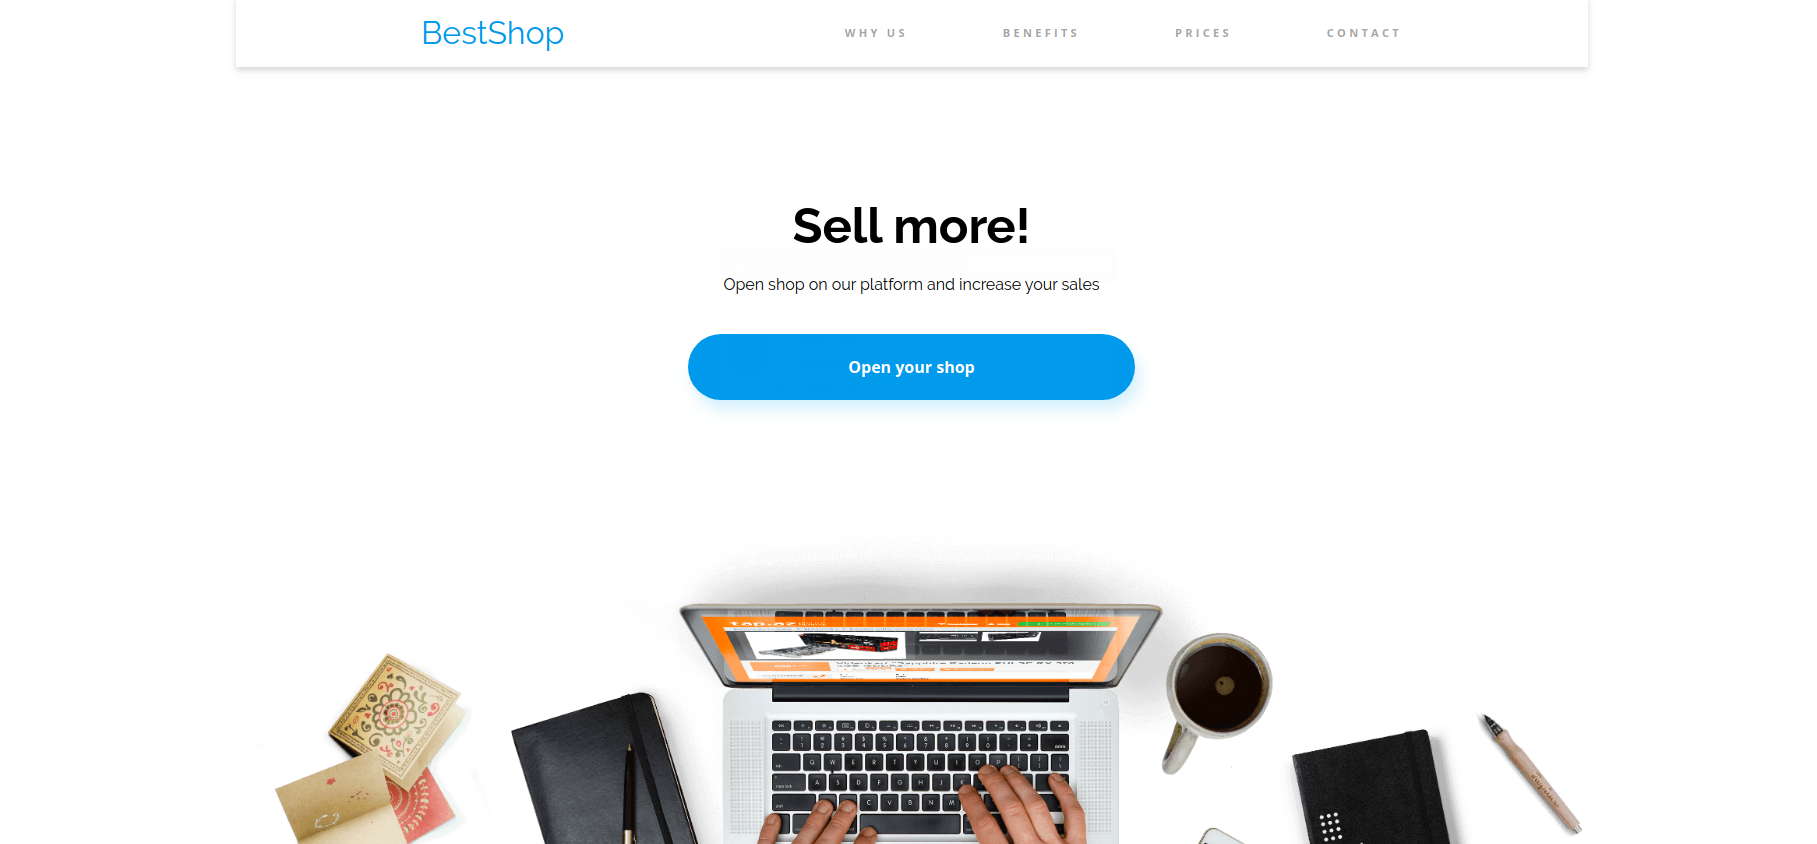 BestShop
WHY US
BENEFITS
PRICES
CONTACT
Sell more!
Open shop on our platform and increase your sales
Open your shop